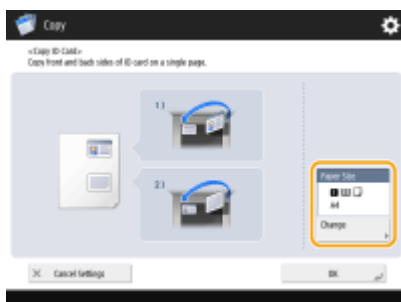 Copy
<Copy ID Card>
Copy front and back sides of ID card on a single page.
1)
2)
Paper Size
1
A4
Change
Cancel Settings
OK